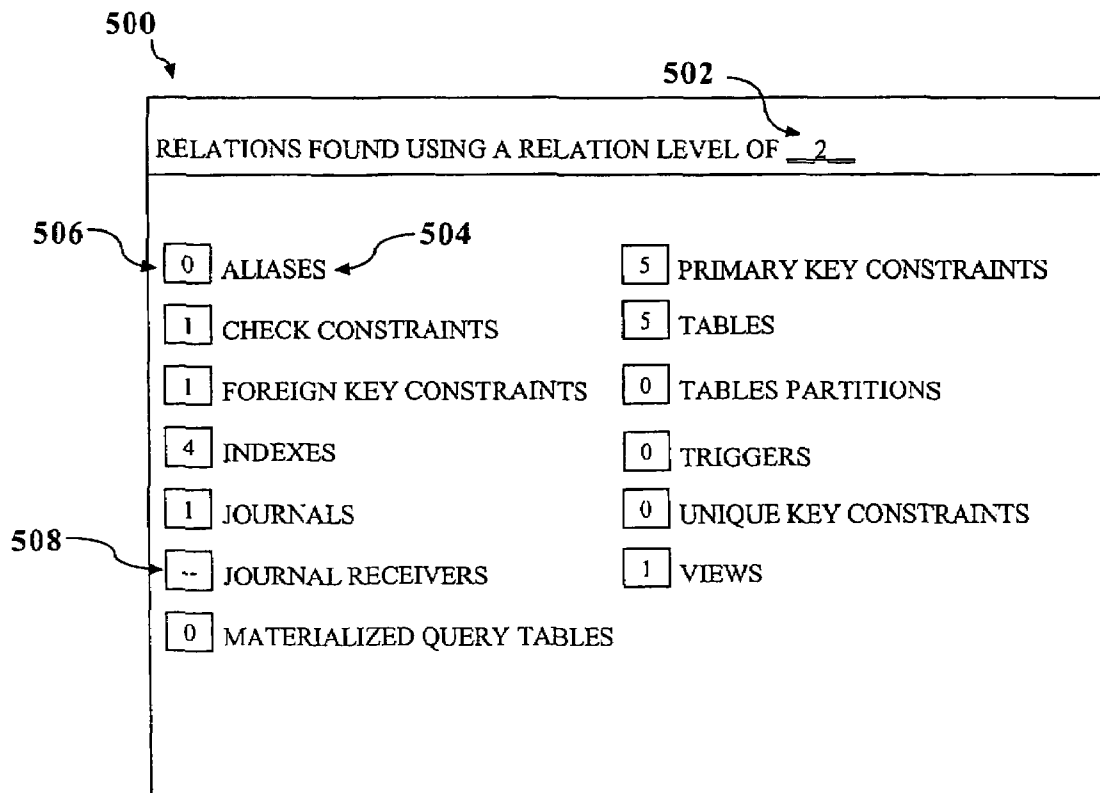 500
502
RELATIONS FOUND USING A RELATION LEVEL OF 2
506
0 ALIASES
504
1 CHECK CONSTRAINTS
1 FOREIGN KEY CONSTRAINTS
4 INDEXES
1 JOURNALS
508
-- JOURNAL RECEIVERS
0 MATERIALIZED QUERY TABLES
5 PRIMARY KEY CONSTRAINTS
5 TABLES
0 TABLES PARTITIONS
0 TRIGGERS
0 UNIQUE KEY CONSTRAINTS
1 VIEWS